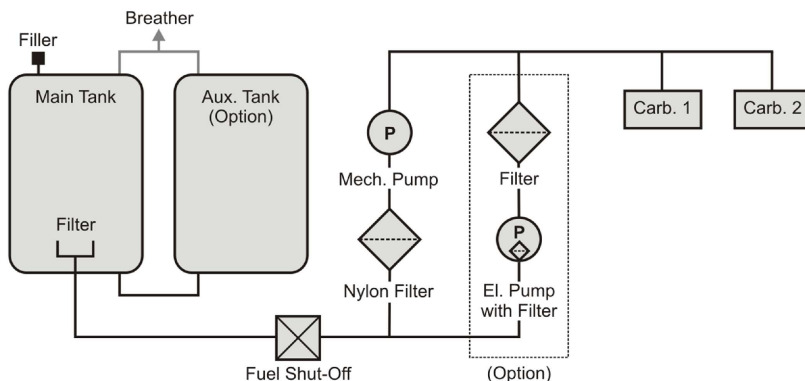 Breather
Filler
Main Tank
Aux. Tank
(Option)
Carb. 1
Carb. 2
P
Mech. Pump
Filter
Filter
P
Nylon Filter
El. Pump
with Filter
Fuel Shut-Off
(Option)